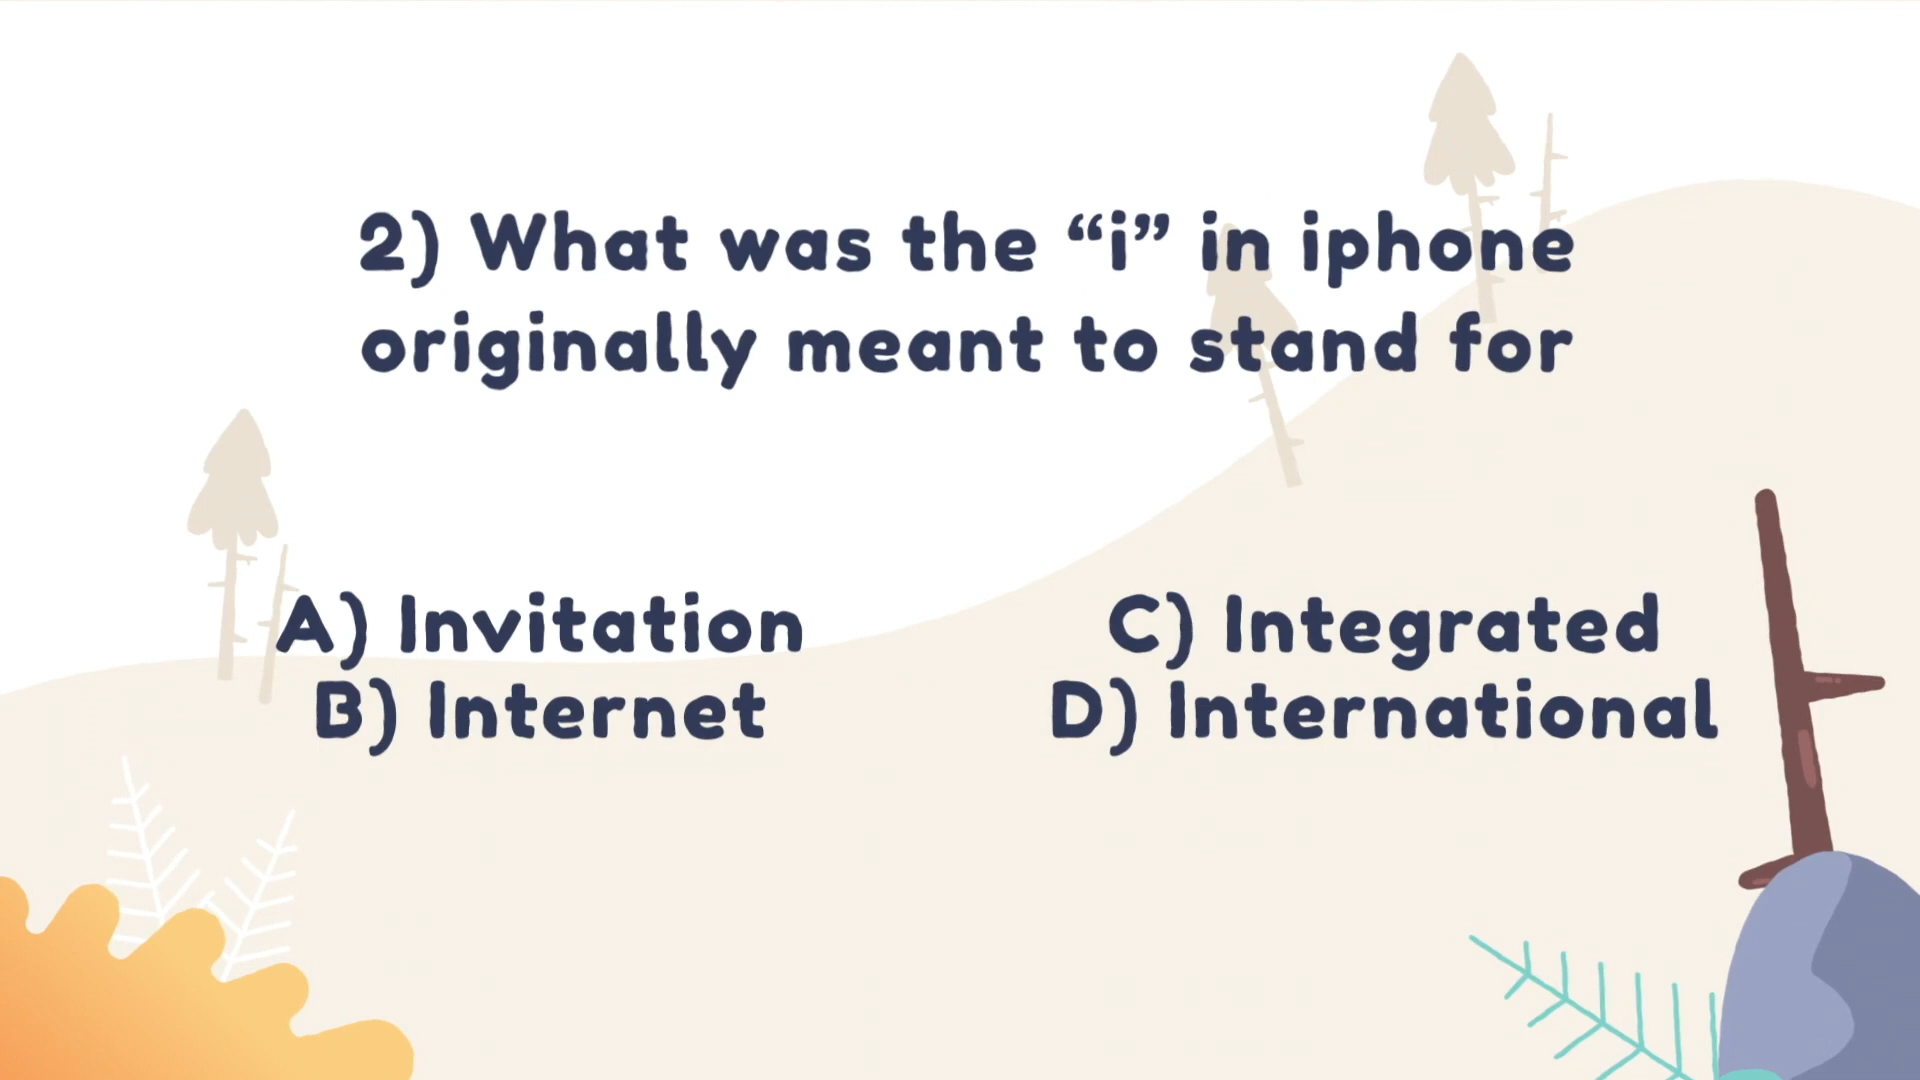 2) What was the “i” in iphone
originally meant to stand for
A) Invitation
B) Internet
C) Integrated
D) International